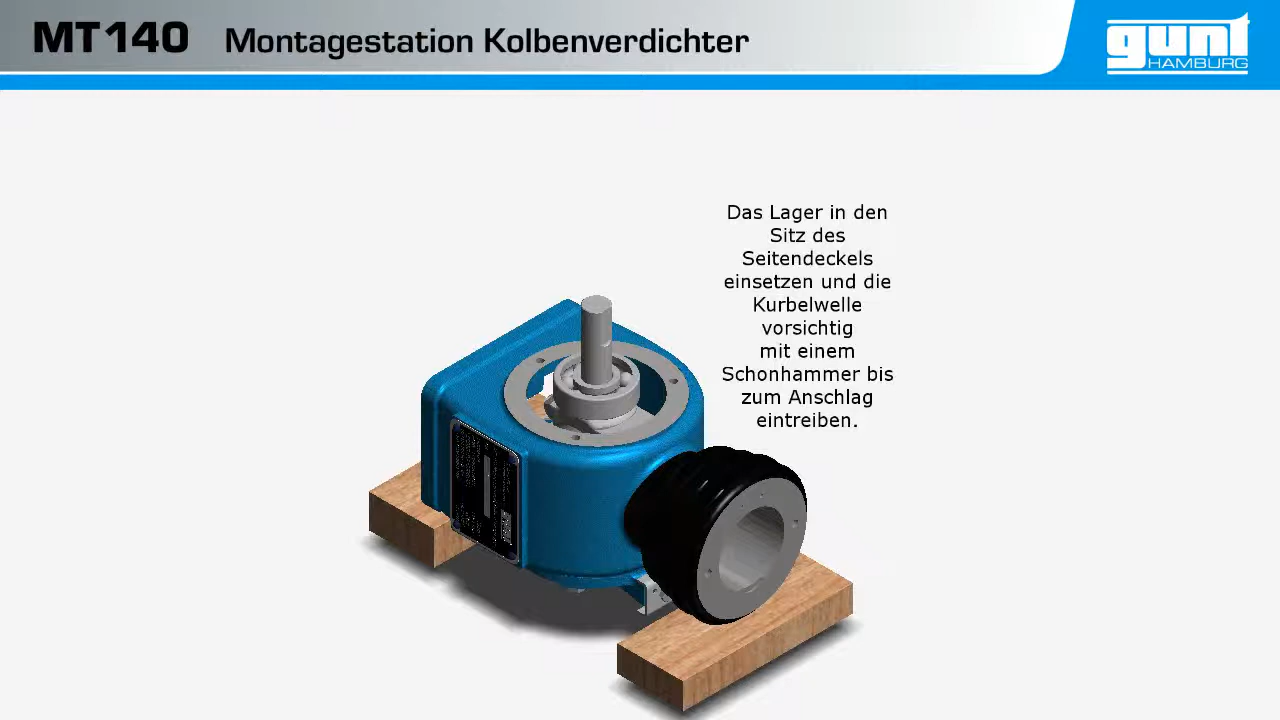 MT140 Montagestation Kolbenverdichter
gunt
HAMBURG
Das Lager in den
Sitz des
Seitendeckels
einsetzen und die
Kurbelwelle
vorsichtig
mit einem
Schonhammer bis
zum Anschlag
eintreiben.